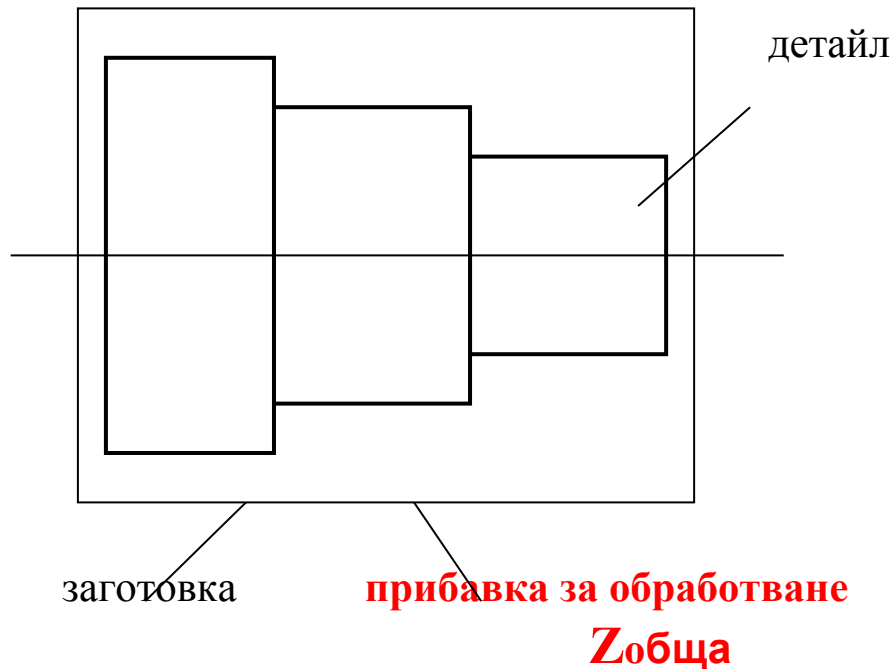 детайл
заготовка
прибавка за обработване
Zобща